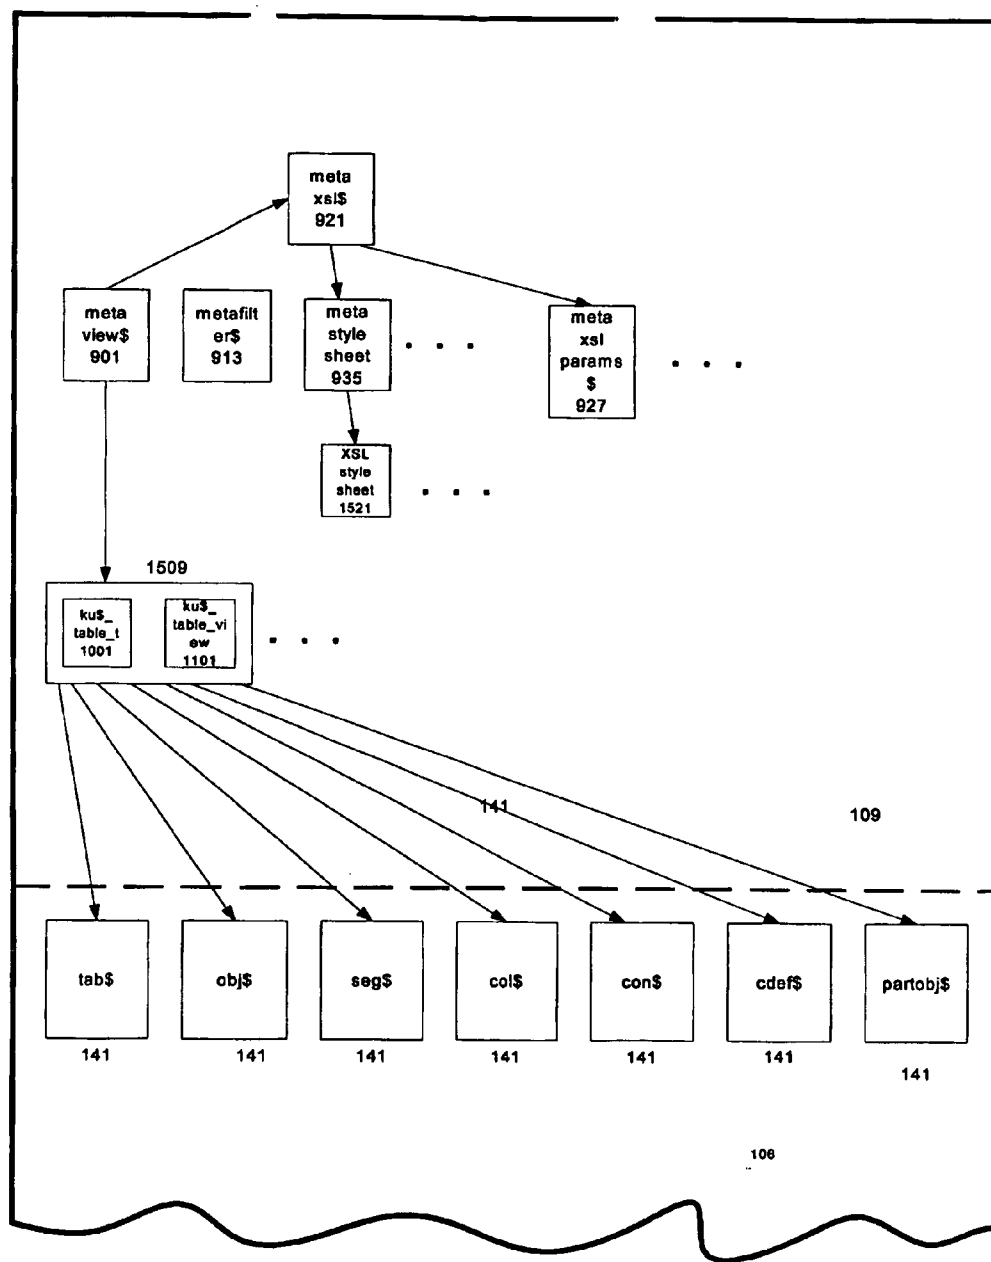 meta
xsl$
921
meta
view$
901
metafilt
er$
913
meta
style
sheet
935
meta
xsl
params
$
927
XSL
style
sheet
1521
1509
ku$_
table_t
1001
ku$_
table_vi
ew
1101
141
109
tab$
obj$
seg$
col$
con$
cdef$
partobj$
141
141
141
141
141
141
141
106